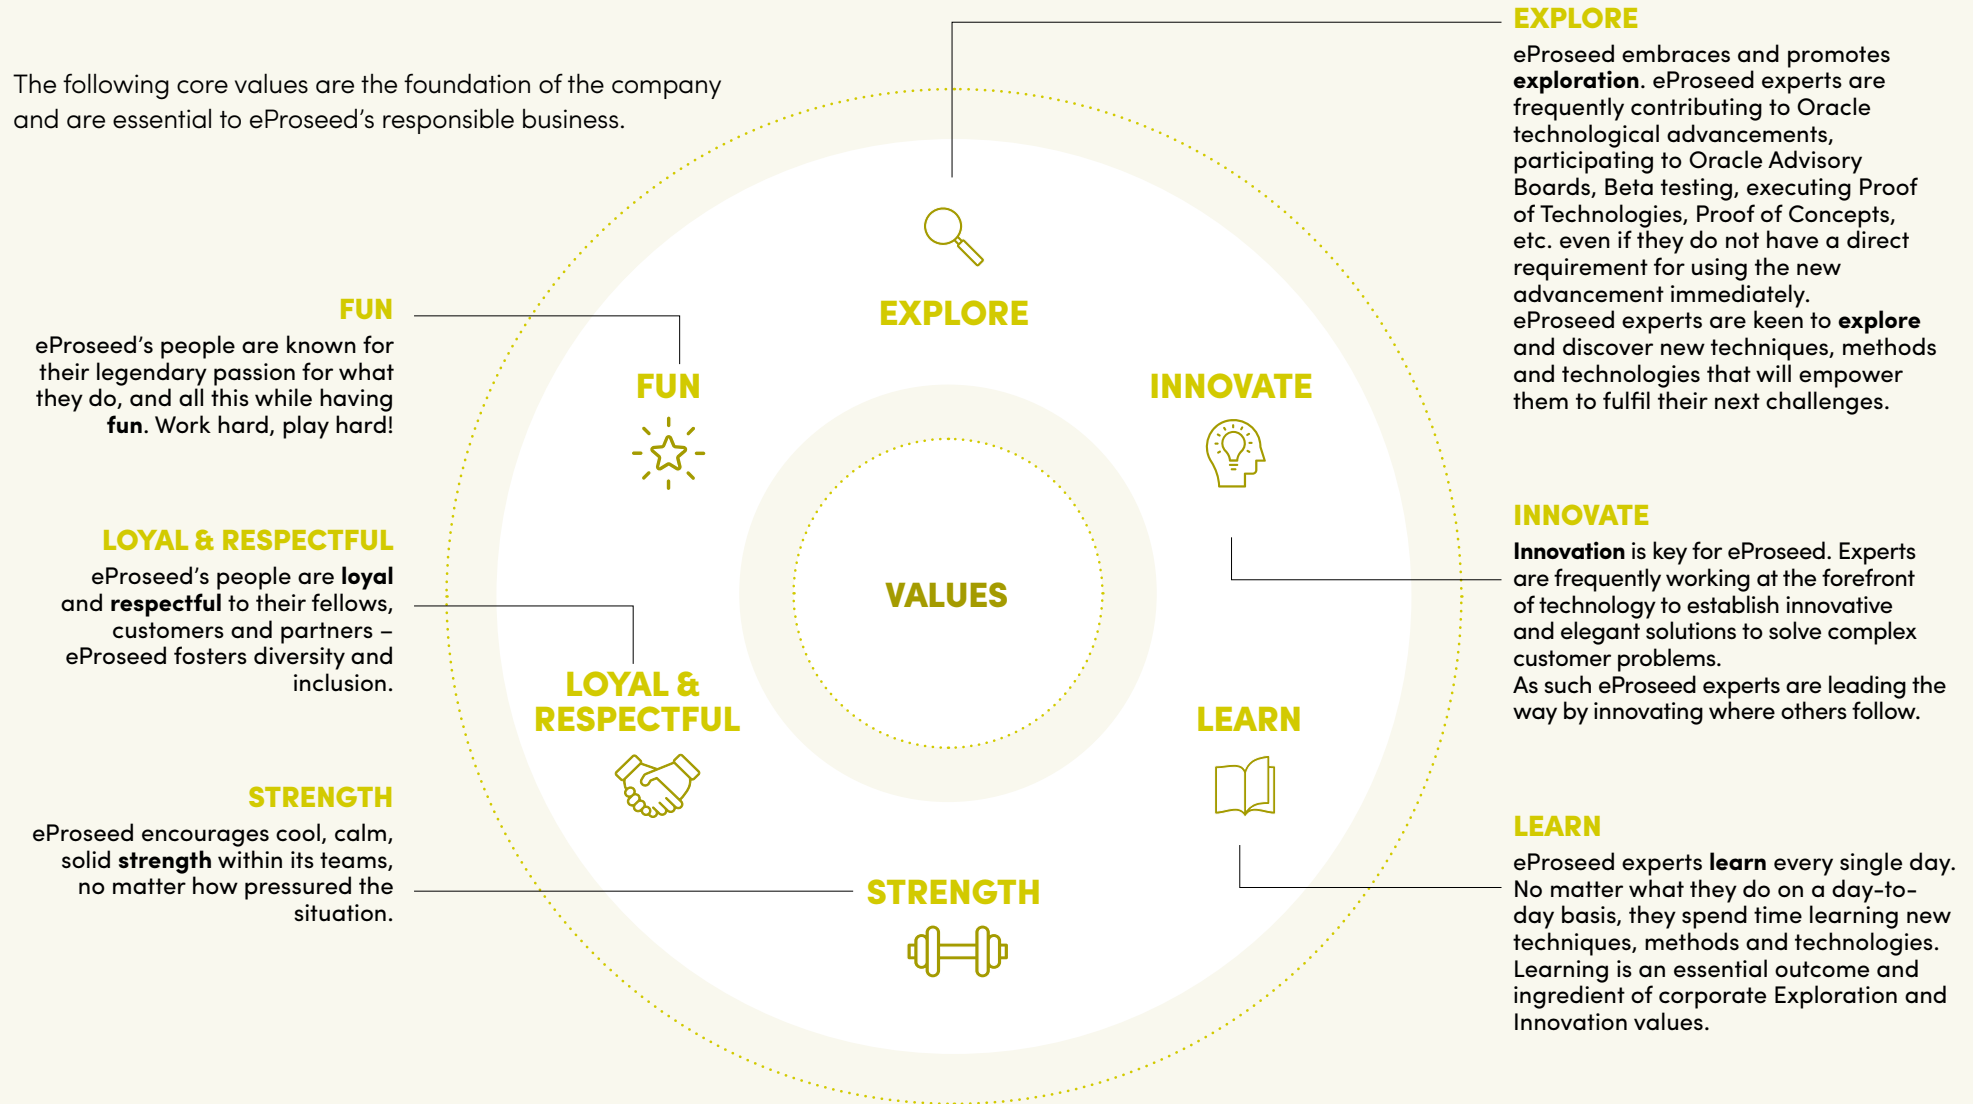 The following core values are the foundation of the company
and are essential to eProseed’s responsible business.
EXPLORE
eProseed embraces and promotes
exploration. eProseed experts are
frequently contributing to Oracle
technological advancements,
participating to Oracle Advisory
Boards, Beta testing, executing Proof
of Technologies, Proof of Concepts,
etc. even if they do not have a direct
requirement for using the new
advancement immediately.
eProseed experts are keen to explore
and discover new techniques, methods
and technologies that will empower
them to fulfil their next challenges.
INNOVATE
Innovation is key for eProseed. Experts
are frequently working at the forefront
of technology to establish innovative
and elegant solutions to solve complex
customer problems.
As such eProseed experts are leading the
way by innovating where others follow.
LEARN
eProseed experts learn every single day.
No matter what they do on a day-to-
day basis, they spend time learning new
techniques, methods and technologies.
Learning is an essential outcome and
ingredient of corporate Exploration and
Innovation values.
FUN
eProseed’s people are known for
their legendary passion for what
they do, and all this while having
fun. Work hard, play hard!
LOYAL & RESPECTFUL
eProseed’s people are loyal
and respectful to their fellows,
customers and partners –
eProseed fosters diversity and
inclusion.
STRENGTH
eProseed encourages cool, calm,
solid strength within its teams,
no matter how pressured the
situation.
EXPLORE
FUN
INNOVATE
VALUES
LOYAL &
RESPECTFUL
LEARN
STRENGTH